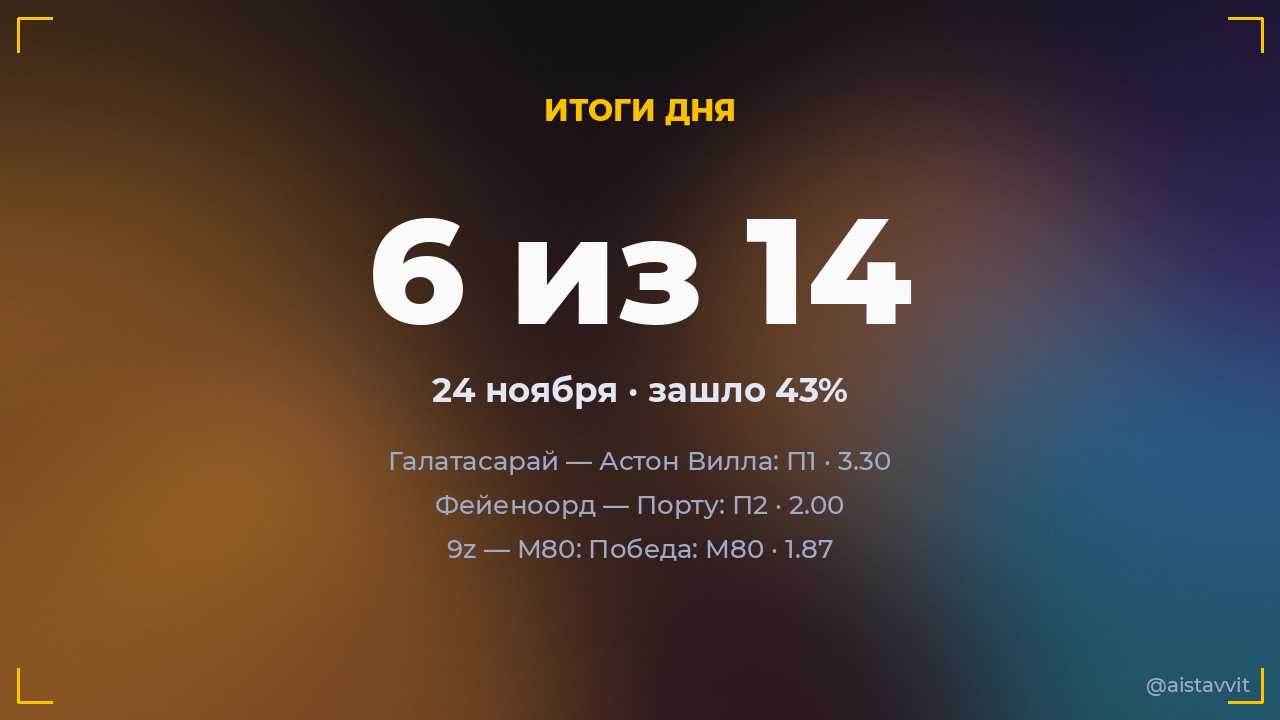 ИТОГИ ДНЯ
6 из 14
24 ноября · зашло 43%
Галатасарай — Астон Вилла: П1 · 3.30
Фейеноорд — Порту: П2 · 2.00
9z — M80: Победа: M80 · 1.87
@aistavvit